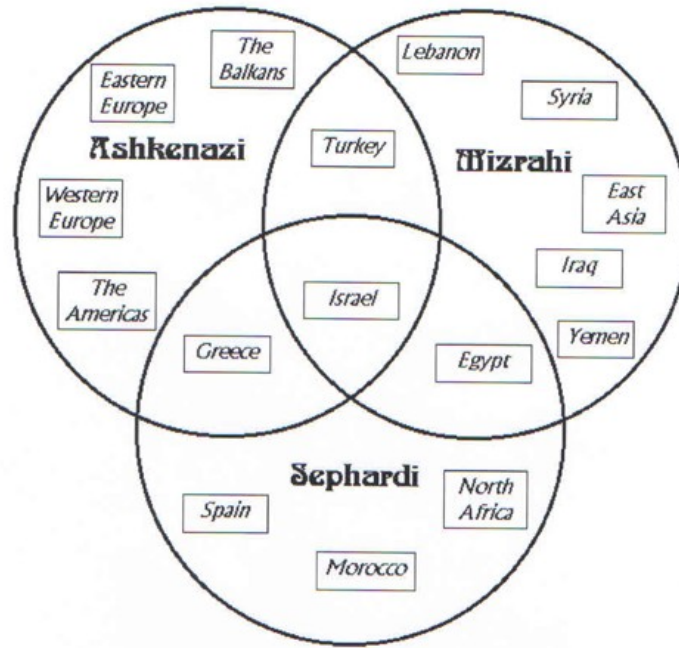 The
Balkans
Lebanon
Eastern
Europe
Syria
Ashkenazi
Turkey
Mizrahi
Western
Europe
East
Asia
The
Americas
Israel
Iraq
Greece
Egypt
Yemen
Sephardi
Spain
North
Africa
Morocco